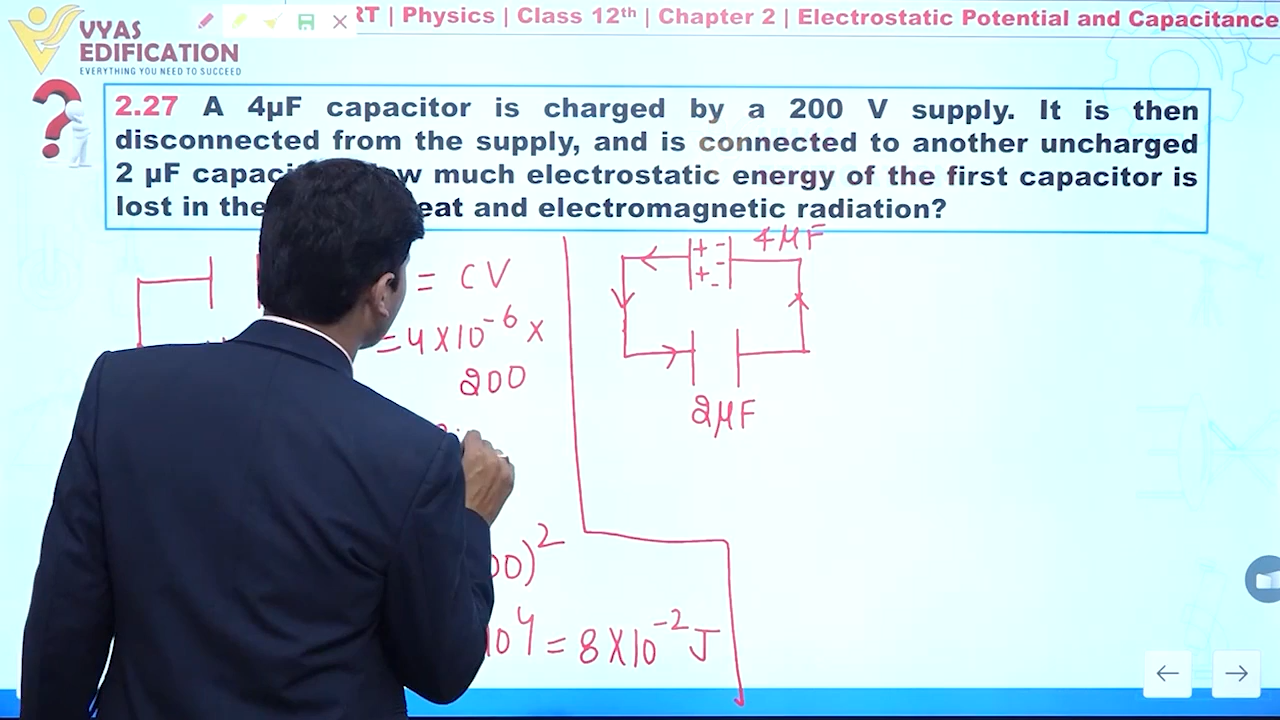 RT | Physics | Class 12th | Chapter 2 | Electrostatic Potential and Capacitance
VYAS
EDIFICATION
EVERYTHING YOU NEED TO SUCCEED
2.27 A 4μF capacitor is charged by a 200 V supply. It is then
disconnected from the supply, and is connected to another uncharged
2 μF much electrostatic energy of the first capacitor is
lost in the and electromagnetic radiation?
= CV
= 4 X 10⁻⁶ X
200
4μF
2μF
00)²
10⁴ = 8 X 10⁻² J